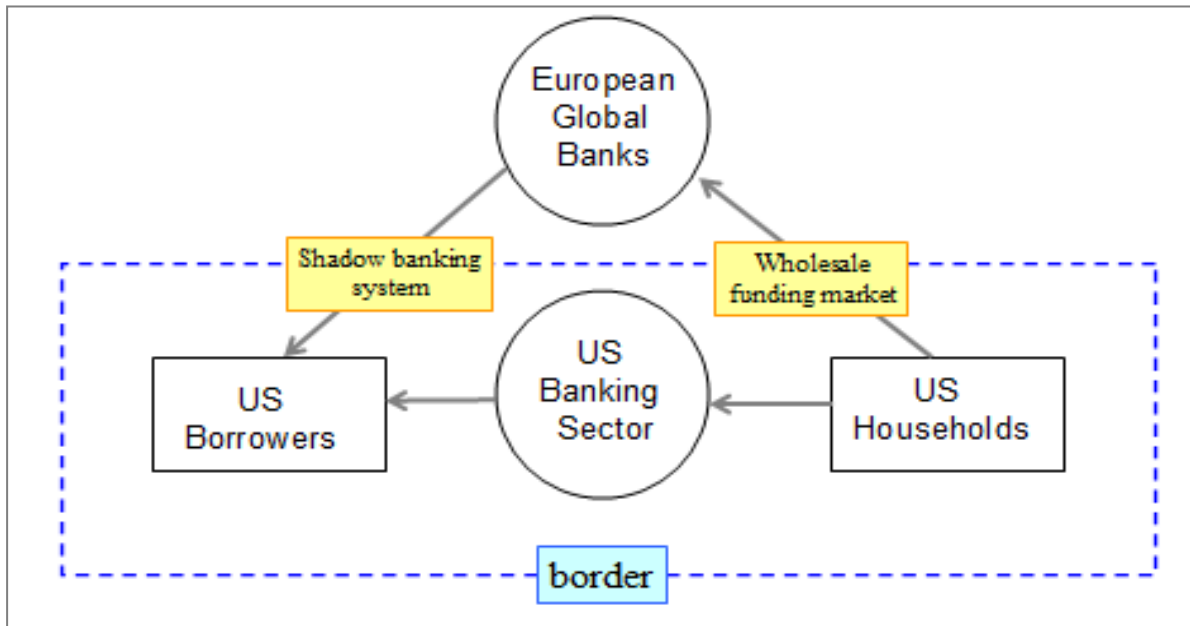 European
Global
Banks
Shadow banking
system
Wholesale
funding market
US
Borrowers
US
Banking
Sector
US
Households
border